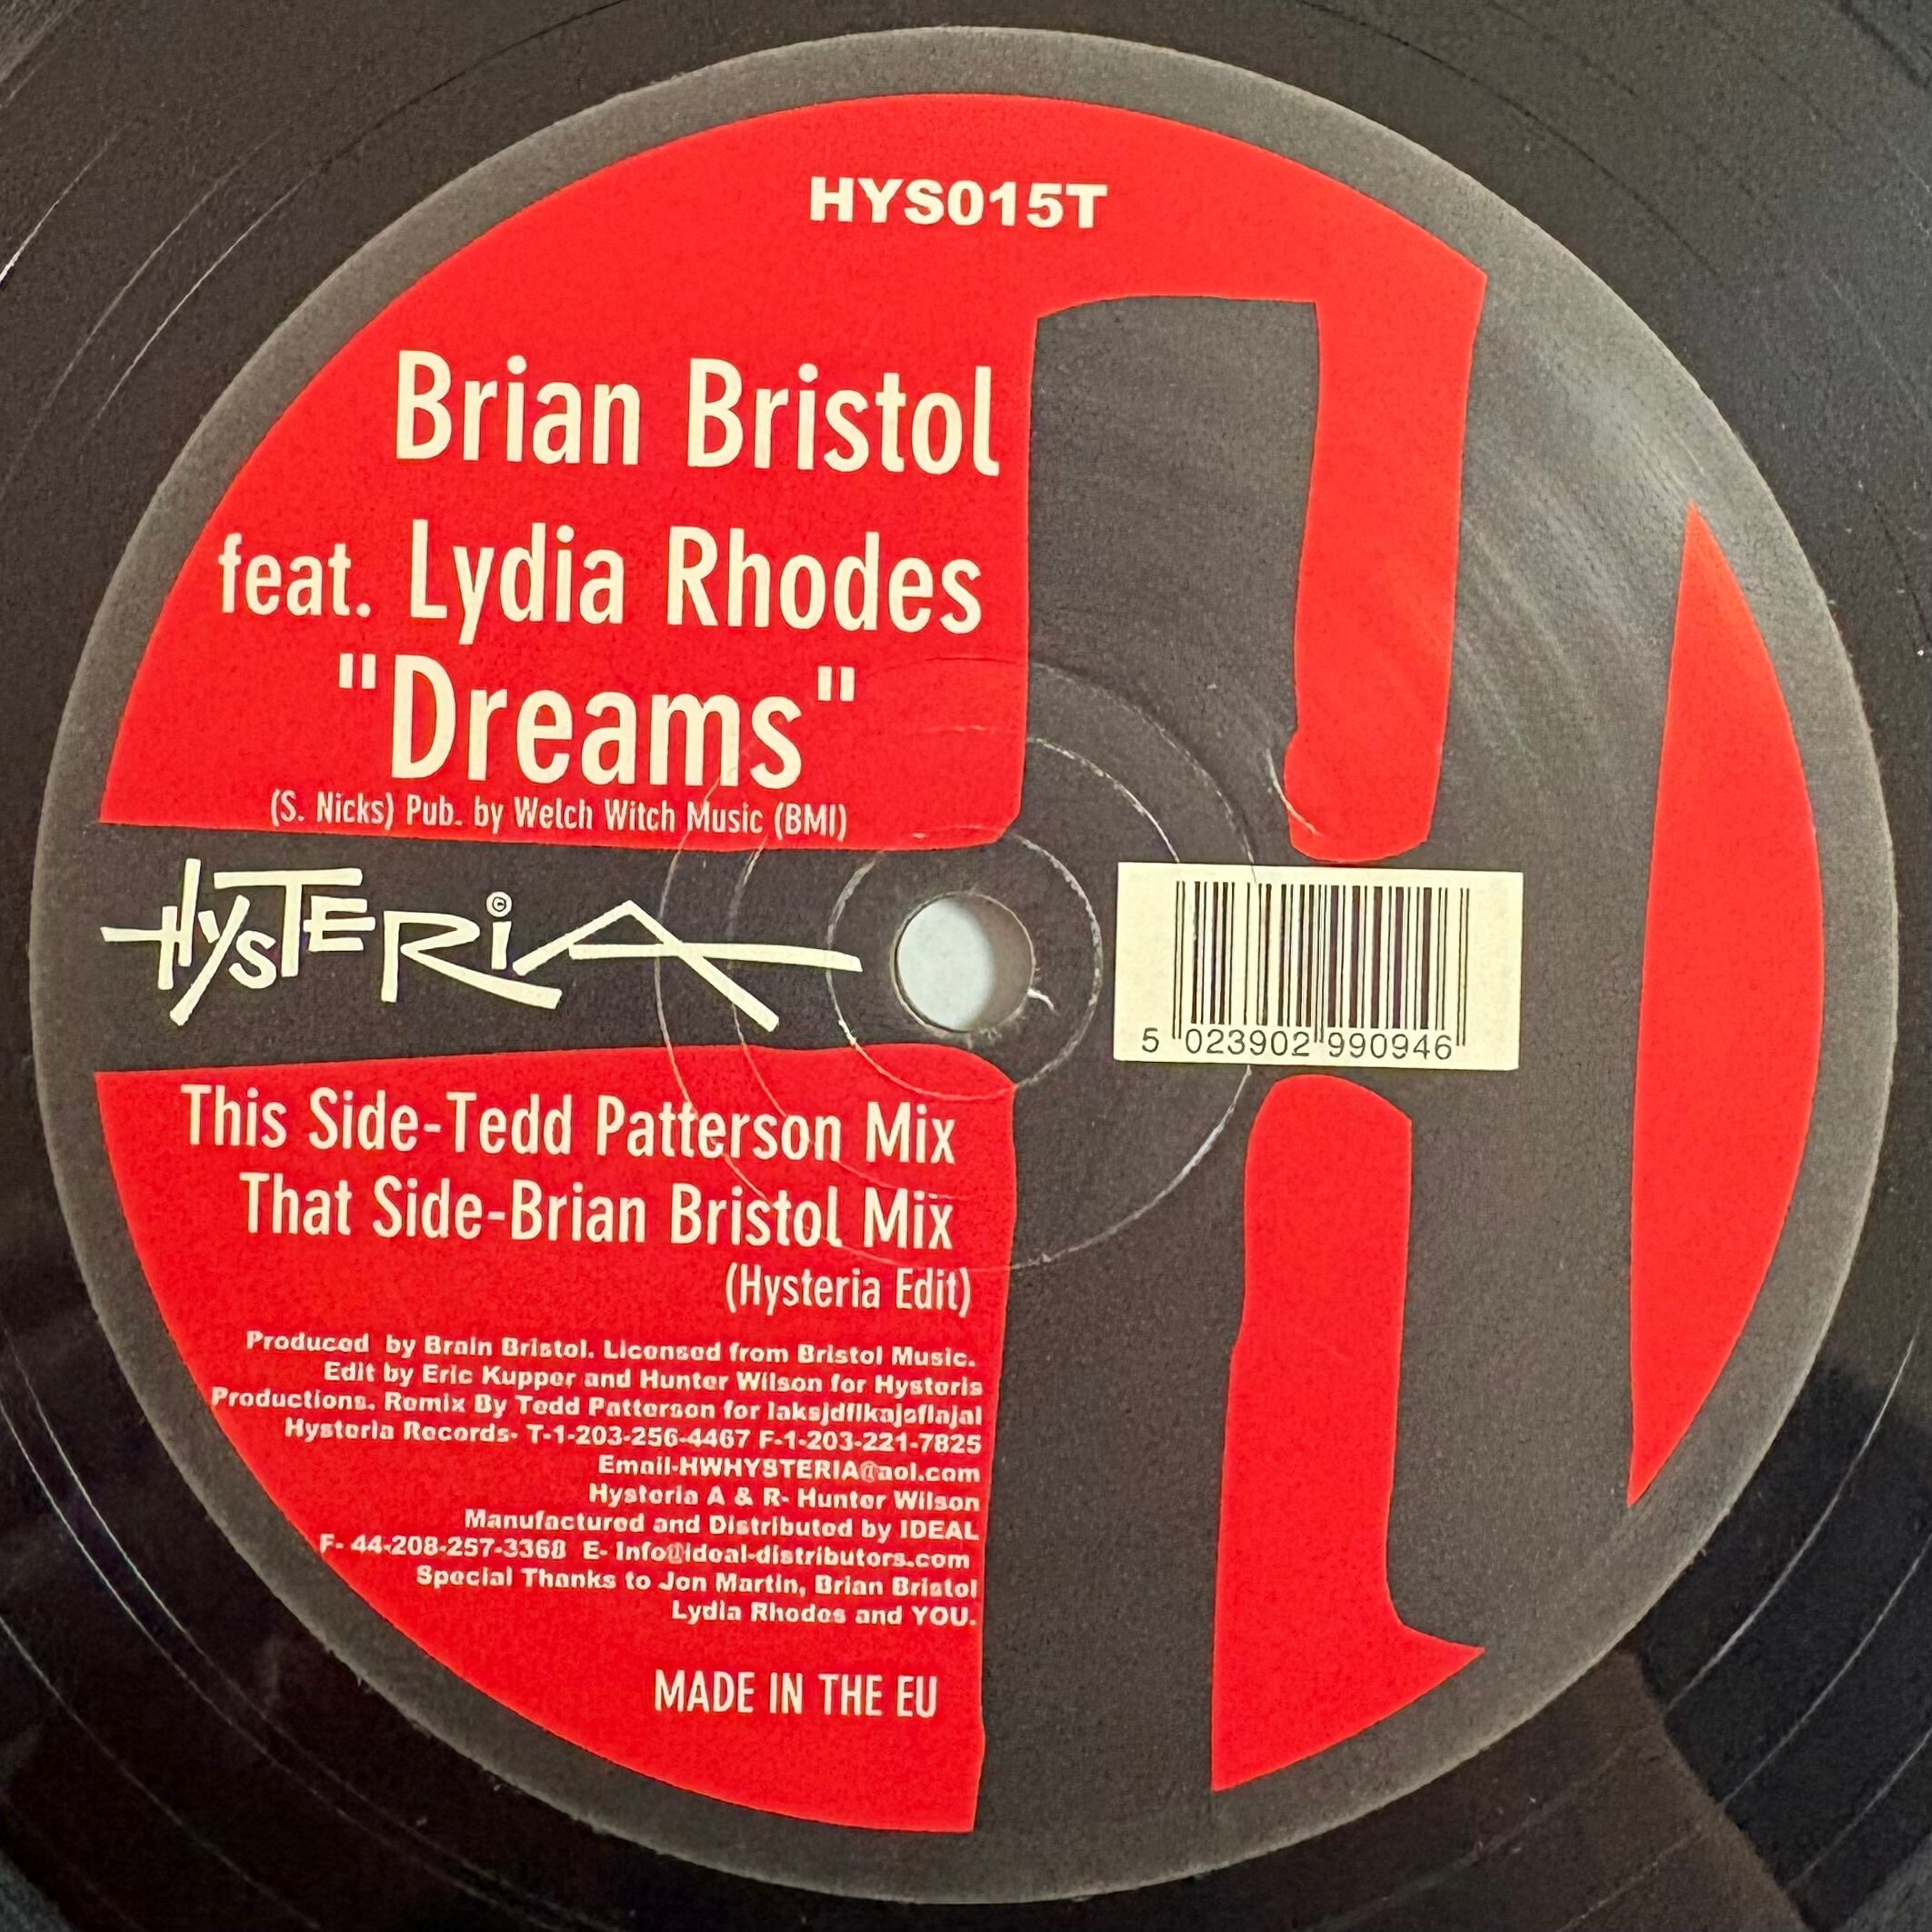 HYS015T
Brian Bristol
feat. Lydia Rhodes
"Dreams"
(S. Nicks) Pub. by Welch Witch Music (BMI)
HYSTERiA ©
5 023902 990946
This Side-Tedd Patterson Mix
That Side-Brian Bristol Mix
(Hysteria Edit)
Produced by Brain Bristol. Licensed from Bristol Music.
Edit by Eric Kupper and Hunter Wilson for Hysteris
Productions. Remix By Tedd Patterson for
Hysteria Records- T-1-203-256-4467 F-1-203-221-7825
Email-HWHYSTERIA@aol.com
Hysteria A & R- Hunter Wilson
Manufactured and Distributed by IDEAL
F- 44-208-257-3368 E- Info@ideal-distributors.com
Special Thanks to Jon Martin, Brian Bristol
Lydia Rhodes and YOU.
MADE IN THE EU